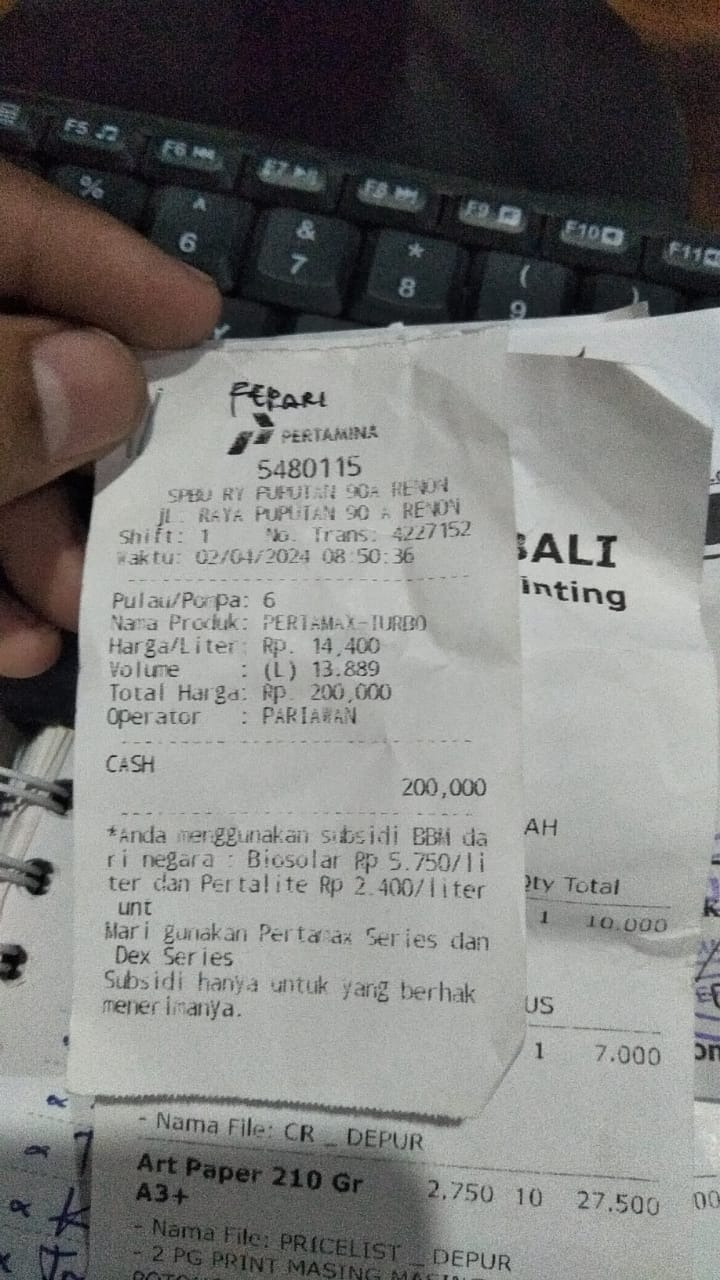 F5
F6
F7
F8
F9
F10
F11
%
^
6
&
7
*
8
(
9
)
FERARI
PERTAMINA
5480115
SPBU RY PUPUTAN 90A RENON
jL. RAYA PUPUTAN 90 A RENON
Shift: 1 No. Trans: 4227152
Waktu: 02/04/2024 08:50:36
Pulau/Pompa: 6
Nama Produk: PERTAMAX-TURBO
Harga/Liter: Rp. 14,400
Volume : (L) 13.889
Total Harga: Rp. 200,000
Operator : PARIAWAN
CASH
200,000
*Anda menggunakan subsidi BBM da
ri negara : Biosolar Rp 5.750/li
ter dan Pertalite Rp 2.400/liter
unt
Mari gunakan Pertamax Series dan
Dex Series
Subsidi hanya untuk yang berhak
menerimanya.
BALI
inting
AH
Qty Total
1 10.000
US
1 7.000
- Nama File: CR _ DEPUR
Art Paper 210 Gr
A3+
2,750 10 27.500
- Nama File: PRICELIST _ DEPUR
- 2 PG PRINT MASING